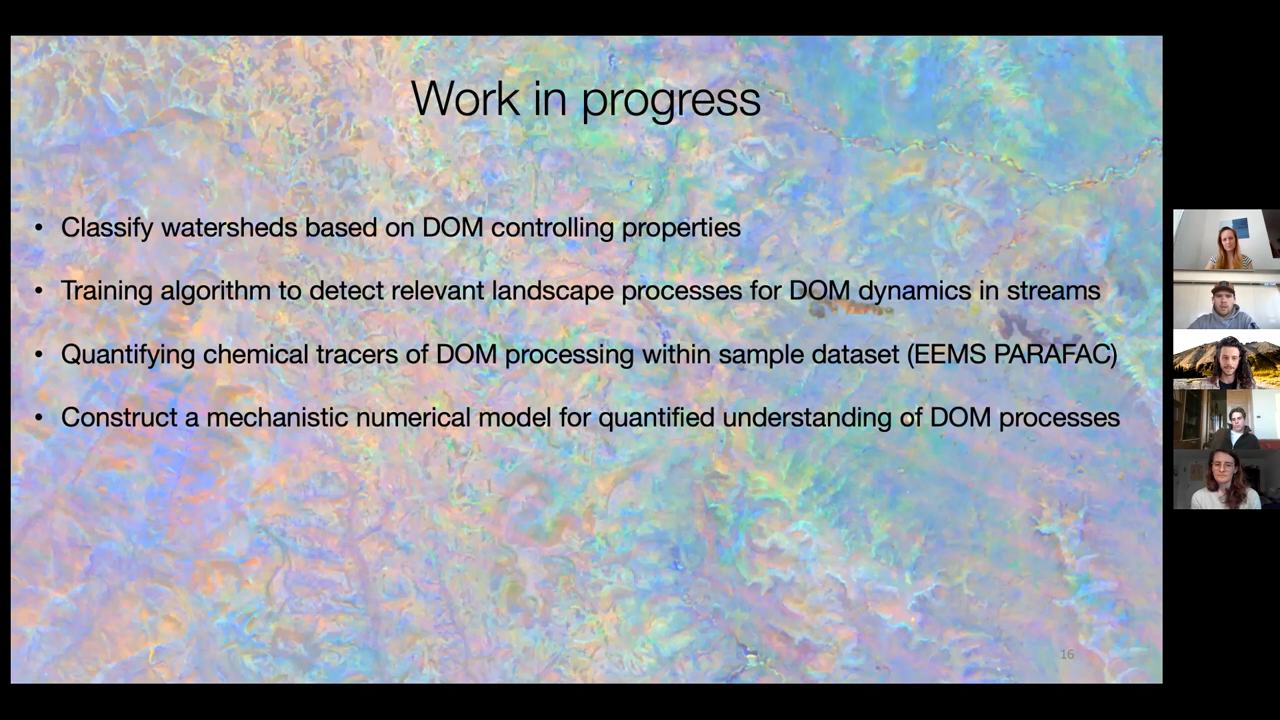 Work in progress
• Classify watersheds based on DOM controlling properties
• Training algorithm to detect relevant landscape processes for DOM dynamics in streams
• Quantifying chemical tracers of DOM processing within sample dataset (EEMS PARAFAC)
• Construct a mechanistic numerical model for quantified understanding of DOM processes
16